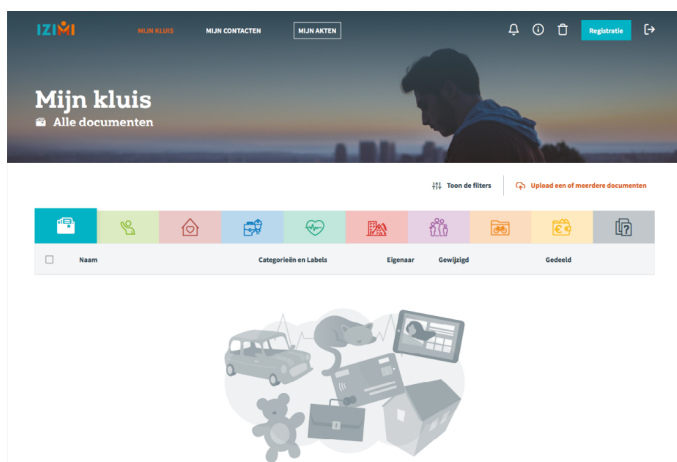 IZIMI
MIJN KLUIS MIJN CONTACTEN MIJN AKTEN Registratie
Mijn kluis
Alle documenten
Toon de filters Upload een of meerdere documenten
Naam Categorieën en Labels Eigenaar Gewijzigd Gedeeld